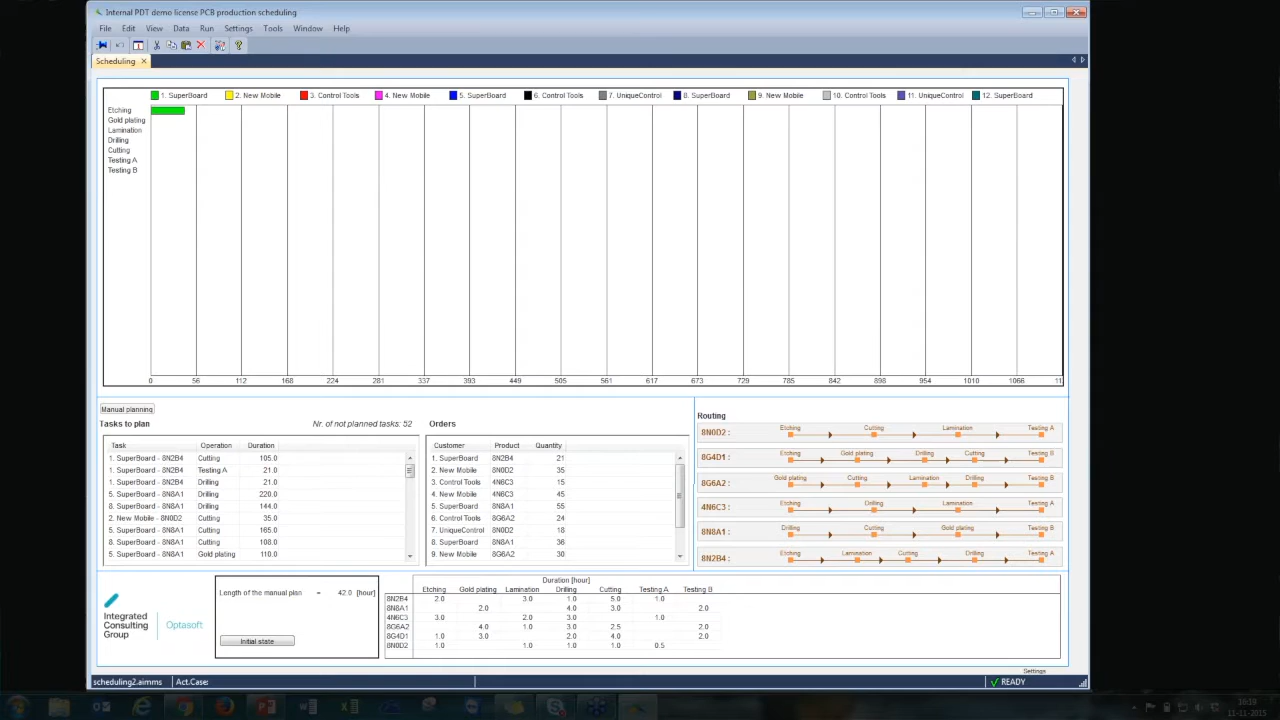 Internal PDT demo license PCB production scheduling
File Edit View Data Run Settings Tools Window Help
Scheduling
1. SuperBoard 2. New Mobile 3. Control Tools 4. New Mobile 5. SuperBoard 6. Control Tools 7. UniqueControl 8. SuperBoard 9. New Mobile 10. Control Tools 11. UniqueControl 12. SuperBoard
Etching
Gold plating
Lamination
Drilling
Cutting
Testing A
Testing B
0 56 112 168 224 281 337 393 449 505 561 617 673 729 785 842 898 954 1010 1066
Manual planning
Tasks to plan Nr. of not planned tasks: 52
Task Operation Duration
1. SuperBoard - 8N2B4 Cutting 105.0
1. SuperBoard - 8N2B4 Testing A 21.0
1. SuperBoard - 8N2B4 Drilling 21.0
5. SuperBoard - 8N8A1 Drilling 220.0
8. SuperBoard - 8N8A1 Drilling 144.0
2. New Mobile - 8N0D2 Cutting 35.0
5. SuperBoard - 8N8A1 Cutting 165.0
8. SuperBoard - 8N8A1 Cutting 108.0
5. SuperBoard - 8N8A1 Gold plating 110.0
Orders
Customer Product Quantity
1. SuperBoard 8N2B4 21
2. New Mobile 8N0D2 35
3. Control Tools 4N6C3 15
4. New Mobile 4N6C3 45
5. SuperBoard 8N8A1 55
6. Control Tools 8G6A2 24
7. UniqueControl 8N0D2 18
8. SuperBoard 8N8A1 36
9. New Mobile 8G6A2 30
Routing
8N0D2 : Etching Cutting Lamination Testing A
8G4D1 : Etching Gold plating Drilling Cutting Testing B
8G6A2 : Gold plating Cutting Lamination Drilling Testing B
4N6C3 : Etching Drilling Lamination Testing A
8N8A1 : Drilling Cutting Gold plating Testing B
8N2B4 : Etching Lamination Cutting Drilling Testing A
Integrated
Consulting
Group
Optasoft
Length of the manual plan = 42.0 [hour]
Initial state
Duration [hour]
Etching Gold plating Lamination Drilling Cutting Testing A Testing B
8N2B4 2.0 3.0 1.0 5.0 1.0
8N8A1 2.0 4.0 3.0 2.0
4N6C3 3.0 2.0 3.0 1.0
8G6A2 4.0 1.0 3.0 2.5 2.0
8G4D1 1.0 3.0 2.0 4.0 2.0
8N0D2 1.0 1.0 1.0 1.0 0.5
Settings
scheduling2.aimms Act.Case: READY
16:19
11-11-2015